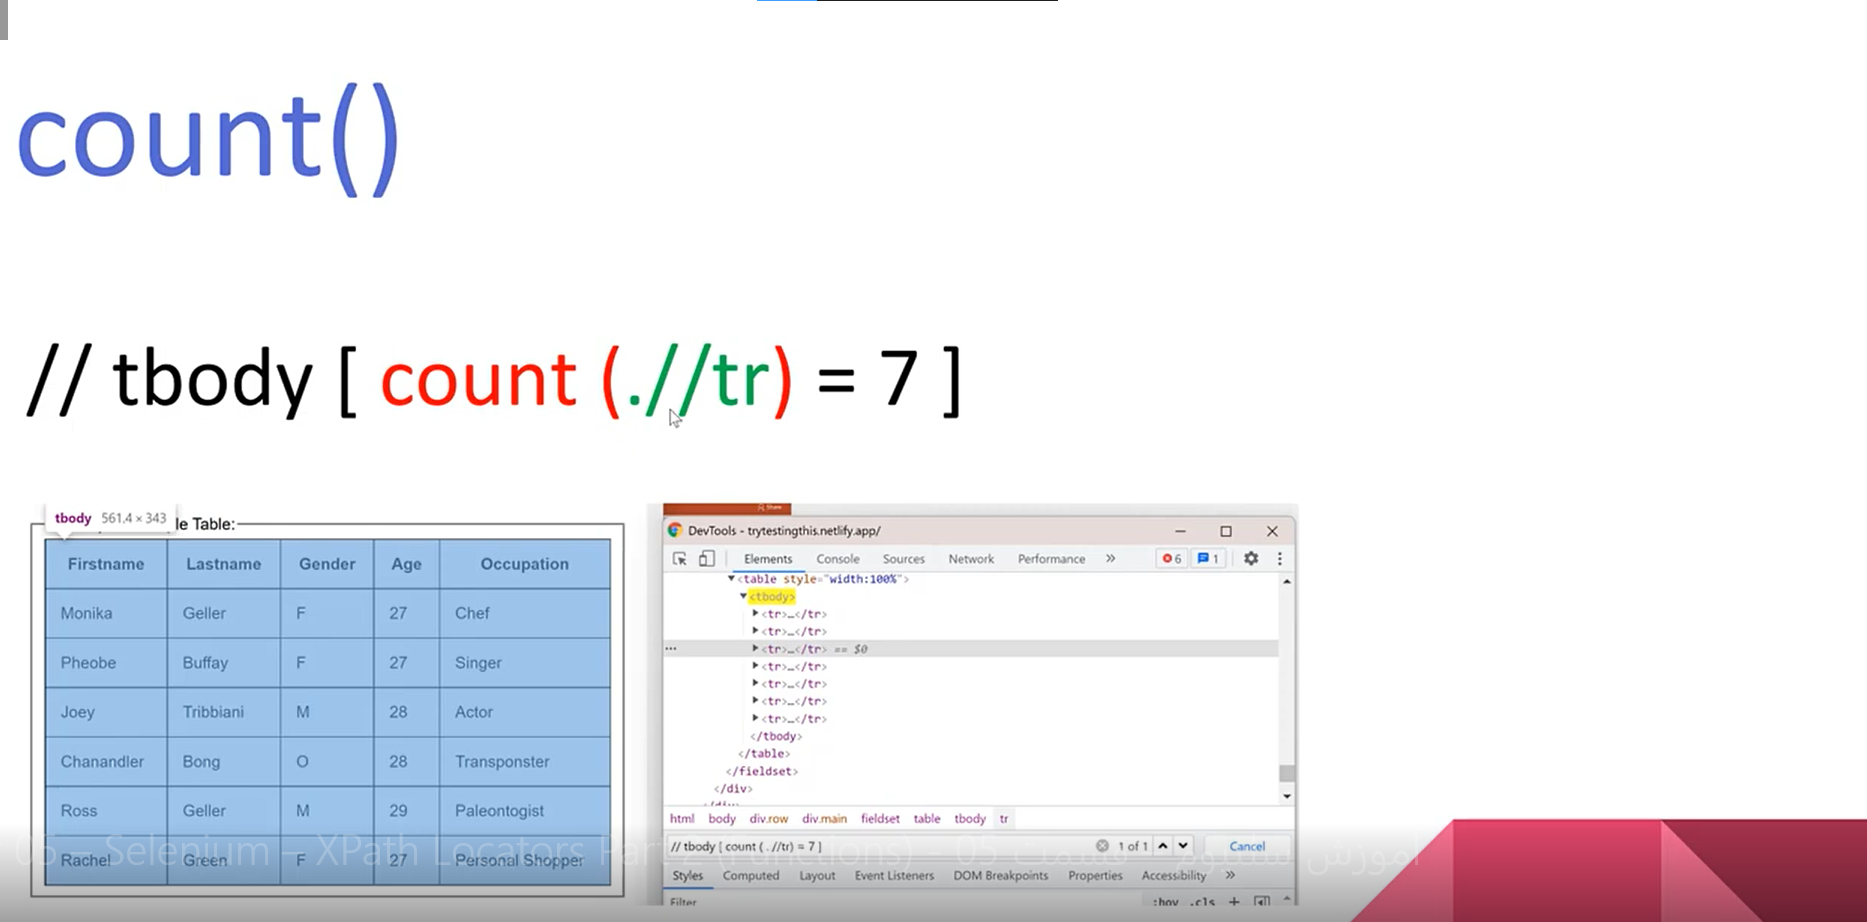 count()
// tbody [ count (.//tr) = 7 ]
tbody 561.4 × 343
le Table:
Firstname Lastname Gender Age Occupation
Monika Geller F 27 Chef
Pheobe Buffay F 27 Singer
Joey Tribbiani M 28 Actor
Chanandler Bong O 28 Transponster
Ross Geller M 29 Paleontogist
Rachel Green F 27 Personal Shopper
Share
DevTools - trytestingthis.netlify.app/
Elements Console Sources Network Performance » 6 1
▼<table style="width:100%">
▼<tbody>
▶<tr>…</tr>
▶<tr>…</tr>
… ▶<tr>…</tr> == $0
▶<tr>…</tr>
▶<tr>…</tr>
▶<tr>…</tr>
▶<tr>…</tr>
</tbody>
</table>
</fieldset>
</div>
</div>
html body div.row div.main fieldset table tbody tr
// tbody [ count ( . //tr) = 7 ] 1 of 1 Cancel
Styles Computed Layout Event Listeners DOM Breakpoints Properties Accessibility »
Filter :hov .cls +
05 – Selenium – XPath Locators Part 2 (Functions) – آموزش سلنیوم - قسمت 05